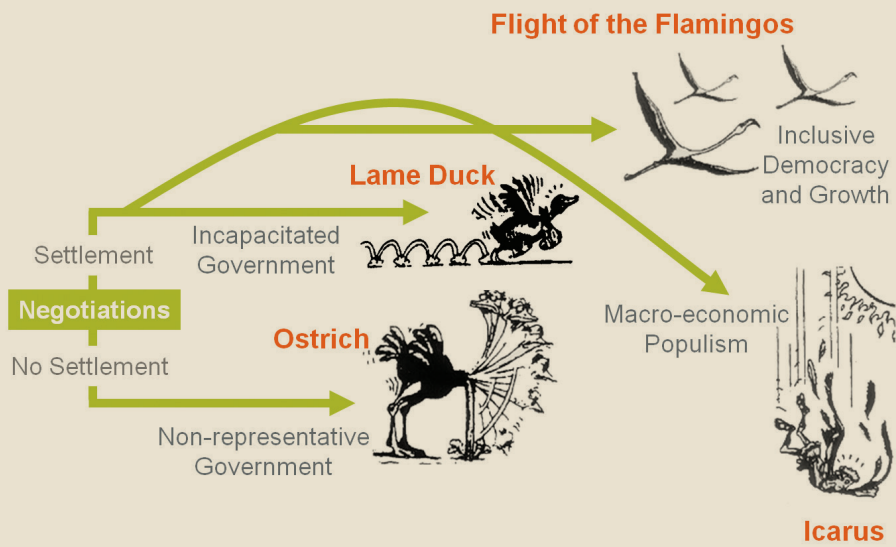 Flight of the Flamingos
Inclusive
Democracy
and Growth
Lame Duck
Incapacitated
Government
Settlement
Negotiations
No Settlement
Ostrich
Non-representative
Government
Macro-economic
Populism
Icarus